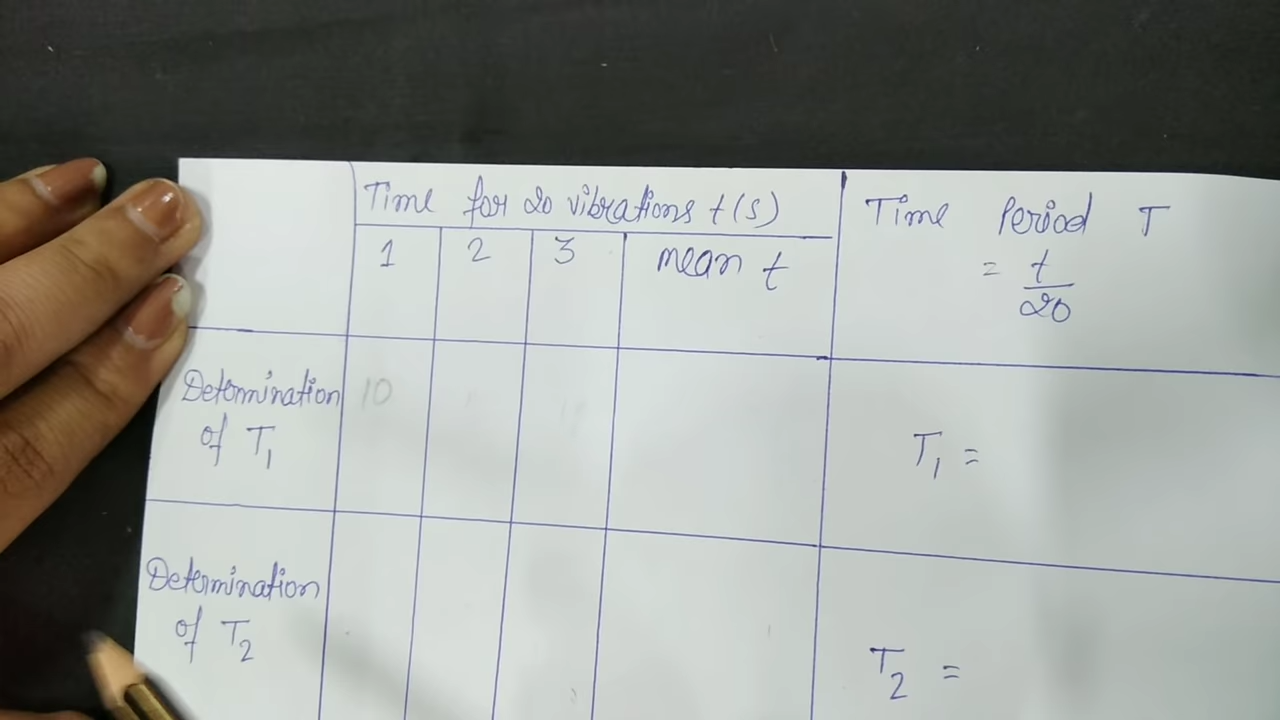 Time for 20 vibrations t(s)
Time Period T
= t/20
1 2 3 mean t
Determination
of T₁
10
T₁ =
Determination
of T₂
T₂ =